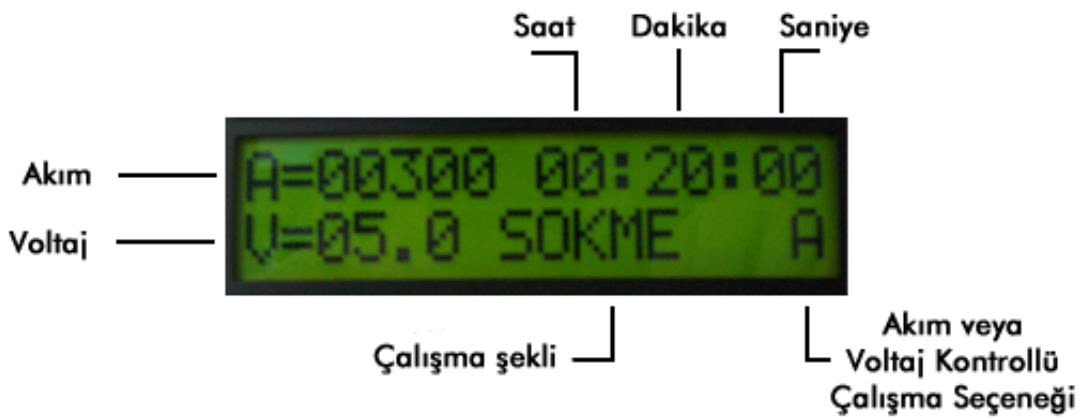 Saat Dakika Saniye
Akım A=00300 00:20:00
Voltaj V=05.0 SOKME A
Çalışma şekli
Akım veya
Voltaj Kontrollü
Çalışma Seçeneği